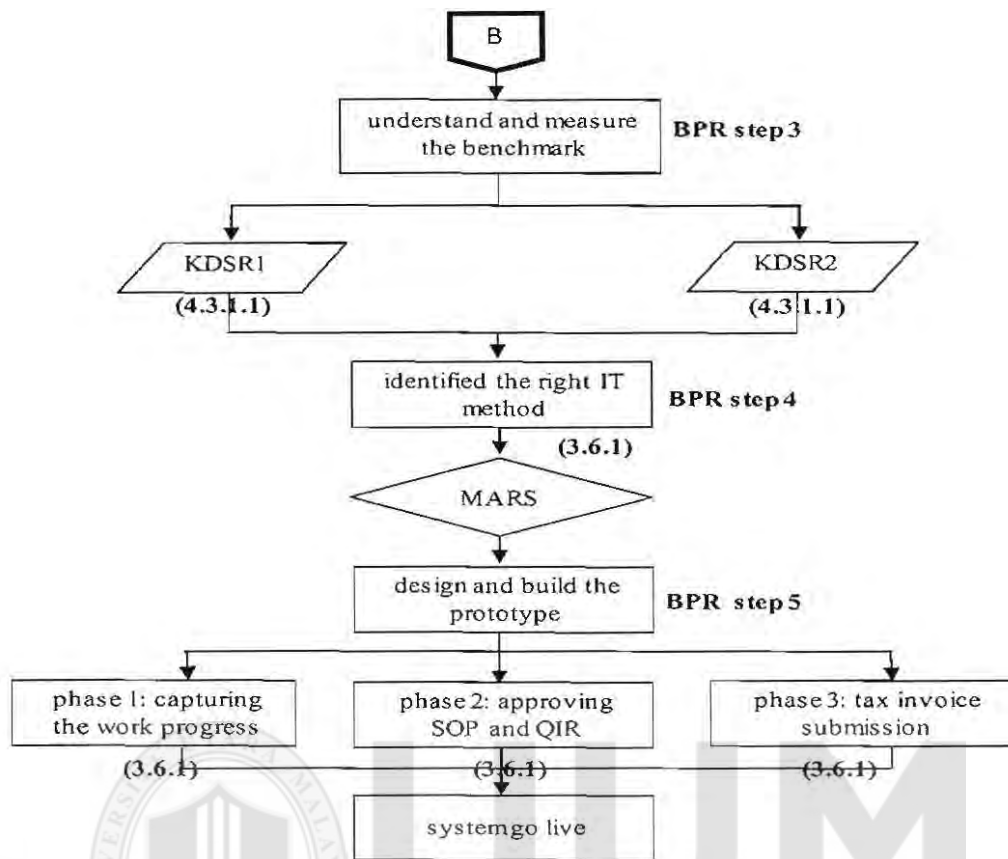 B
understand and measure
the benchmark
BPR step 3
KDSR1
KDSR2
(4.3.1.1)
(4.3.1.1)
identified the right IT
method
BPR step 4
(3.6.1)
MARS
design and build the
prototype
BPR step 5
phase 1: capturing
the work progress
phase 2: approving
SOP and QIR
phase 3: tax invoice
submission
(3.6.1)
(3.6.1)
(3.6.1)
systemgo live
UUM